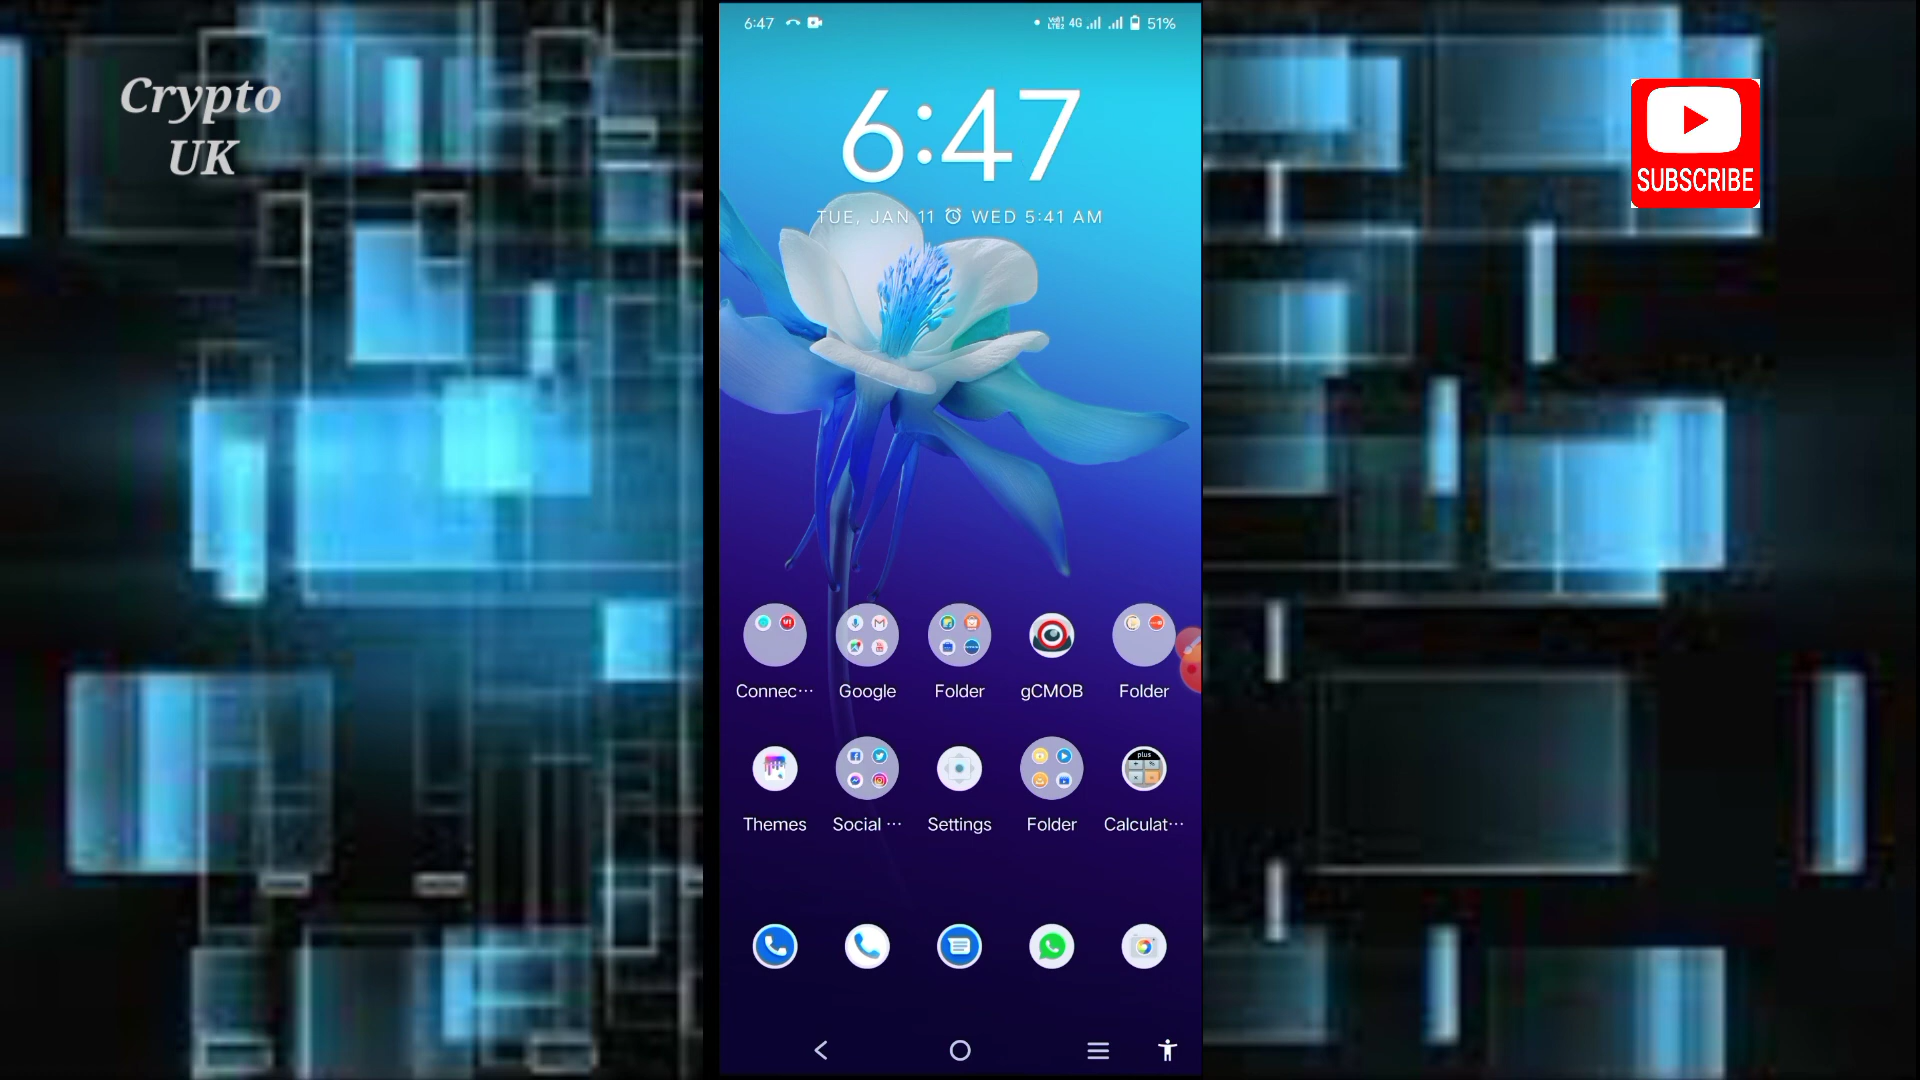 Crypto
UK
SUBSCRIBE
6:47
4G
51%
6:47
TUE, JAN 11 WED 5:41 AM
Connec···
Google
Folder
gCMOB
Folder
Themes
Social ···
Settings
Folder
Calculat···